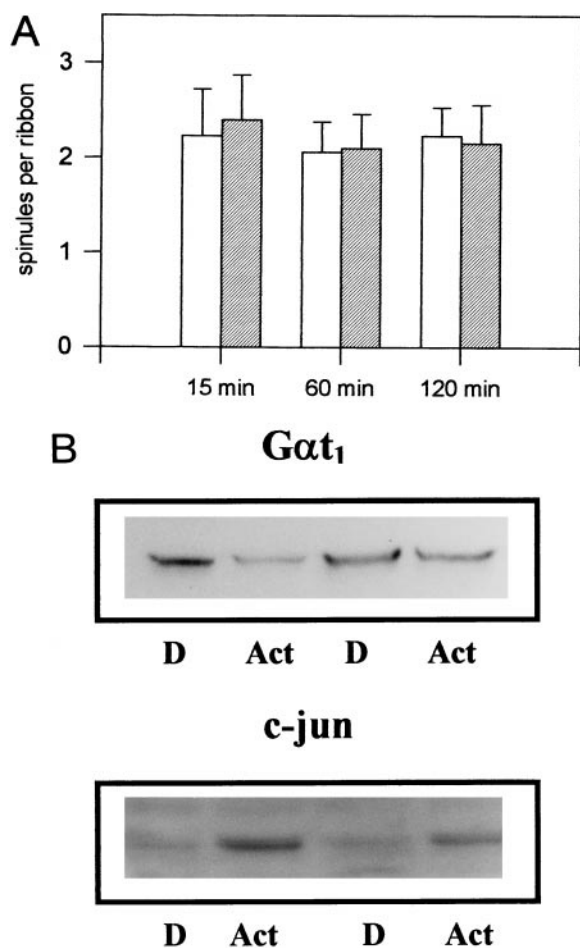 A
spinules per ribbon
3
2
1
0
15 min 60 min 120 min
B
Gαt₁
D Act D Act
c-jun
D Act D Act